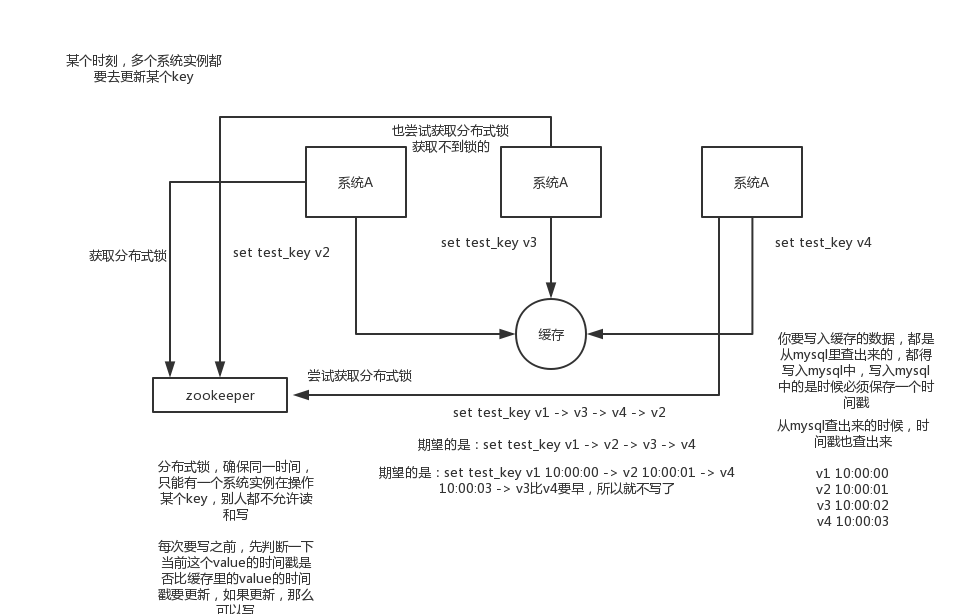 某个时刻，多个系统实例都
要去更新某个key
也尝试获取分布式锁
获取不到锁的
系统A
系统A
系统A
获取分布式锁
set test_key v2
set test_key v3
set test_key v4
缓存
尝试获取分布式锁
zookeeper
set test_key v1 -> v3 -> v4 -> v2
期望的是：set test_key v1 -> v2 -> v3 -> v4
期望的是：set test_key v1 10:00:00 -> v2 10:00:01 -> v4
10:00:03 -> v3比v4要早，所以就不写了
你要写入缓存的数据，都是
从mysql里查出来的，都得
写入mysql中，写入mysql
中的是时候必须保存一个时
间戳
从mysql查出来的时候，时
间戳也查出来
v1 10:00:00
v2 10:00:01
v3 10:00:02
v4 10:00:03
分布式锁，确保同一时间，
只能有一个系统实例在操作
某个key，别人都不允许读
和写
每次要写之前，先判断一下
当前这个value的时间戳是
否比缓存里的value的时间
戳要更新，如果更新，那么
可以写